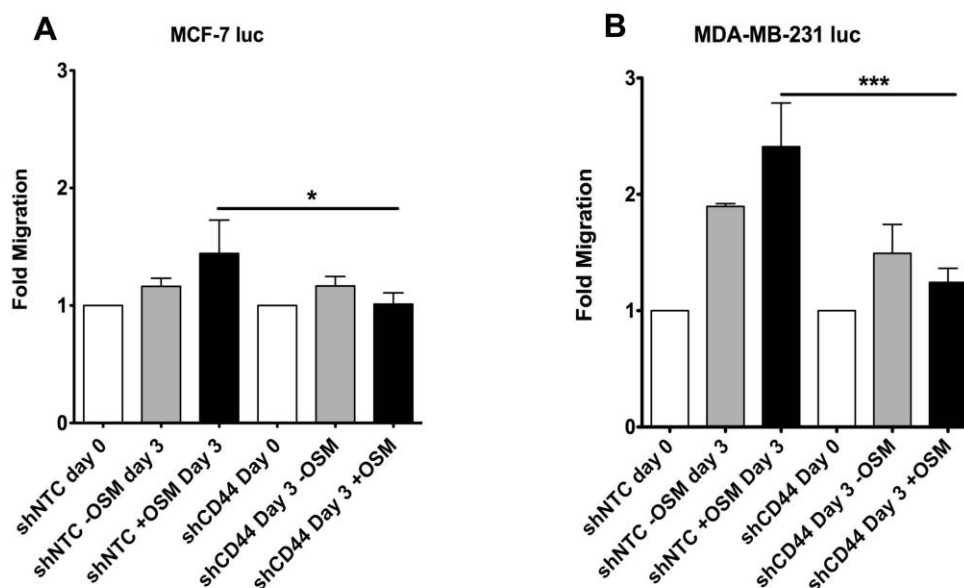 A
MCF-7 luc
Fold Migration
3
2
1
0
*
shNTC day 0
shNTC -OSM day 3
shNTC +OSM Day 3
shCD44 Day 0
shCD44 Day 3 -OSM
shCD44 Day 3 +OSM
B
MDA-MB-231 luc
Fold Migration
3
2
1
0
***
shNTC day 0
shNTC -OSM day 3
shNTC +OSM Day 3
shCD44 Day 0
shCD44 Day 3 -OSM
shCD44 Day 3 +OSM